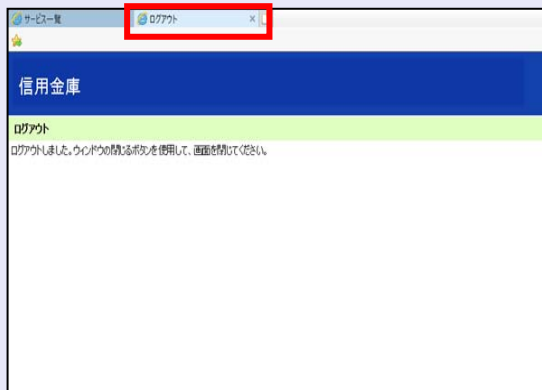 サービス一覧
ログアウト
信用金庫
ログアウト
ログアウトしました。ウィンドウの閉じるボタンを使用して、画面を閉じてください。